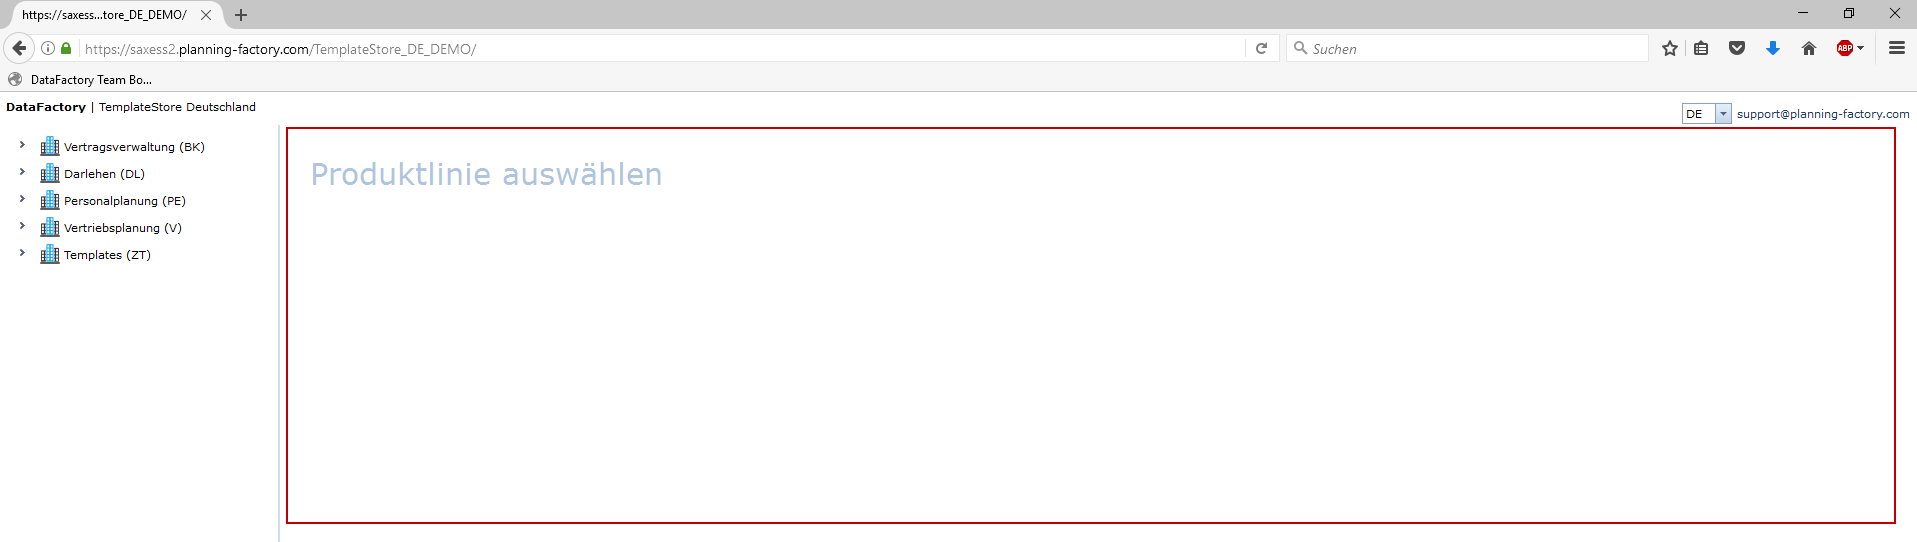 https://saxess...tore_DE_DEMO/
https://saxess2.planning-factory.com/TemplateStore_DE_DEMO/
Suchen
ABP
DataFactory Team Bo...
DataFactory | TemplateStore Deutschland
DE
support@planning-factory.com
Vertragsverwaltung (BK)
Darlehen (DL)
Personalplanung (PE)
Vertriebsplanung (V)
Templates (ZT)
Produktlinie auswählen